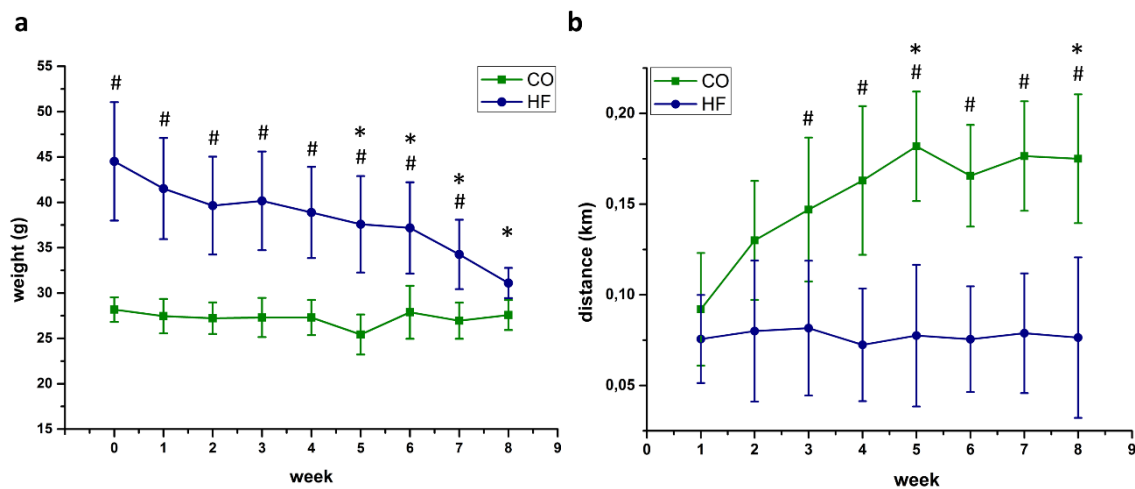 a
weight (g)
55
50
45
40
35
30
25
20
15
0 1 2 3 4 5 6 7 8 9
week
CO
HF
# # # # # * * * *
# # #
b
distance (km)
0,20
0,15
0,10
0,05
0 1 2 3 4 5 6 7 8 9
week
CO
HF
* *
# # # # # #